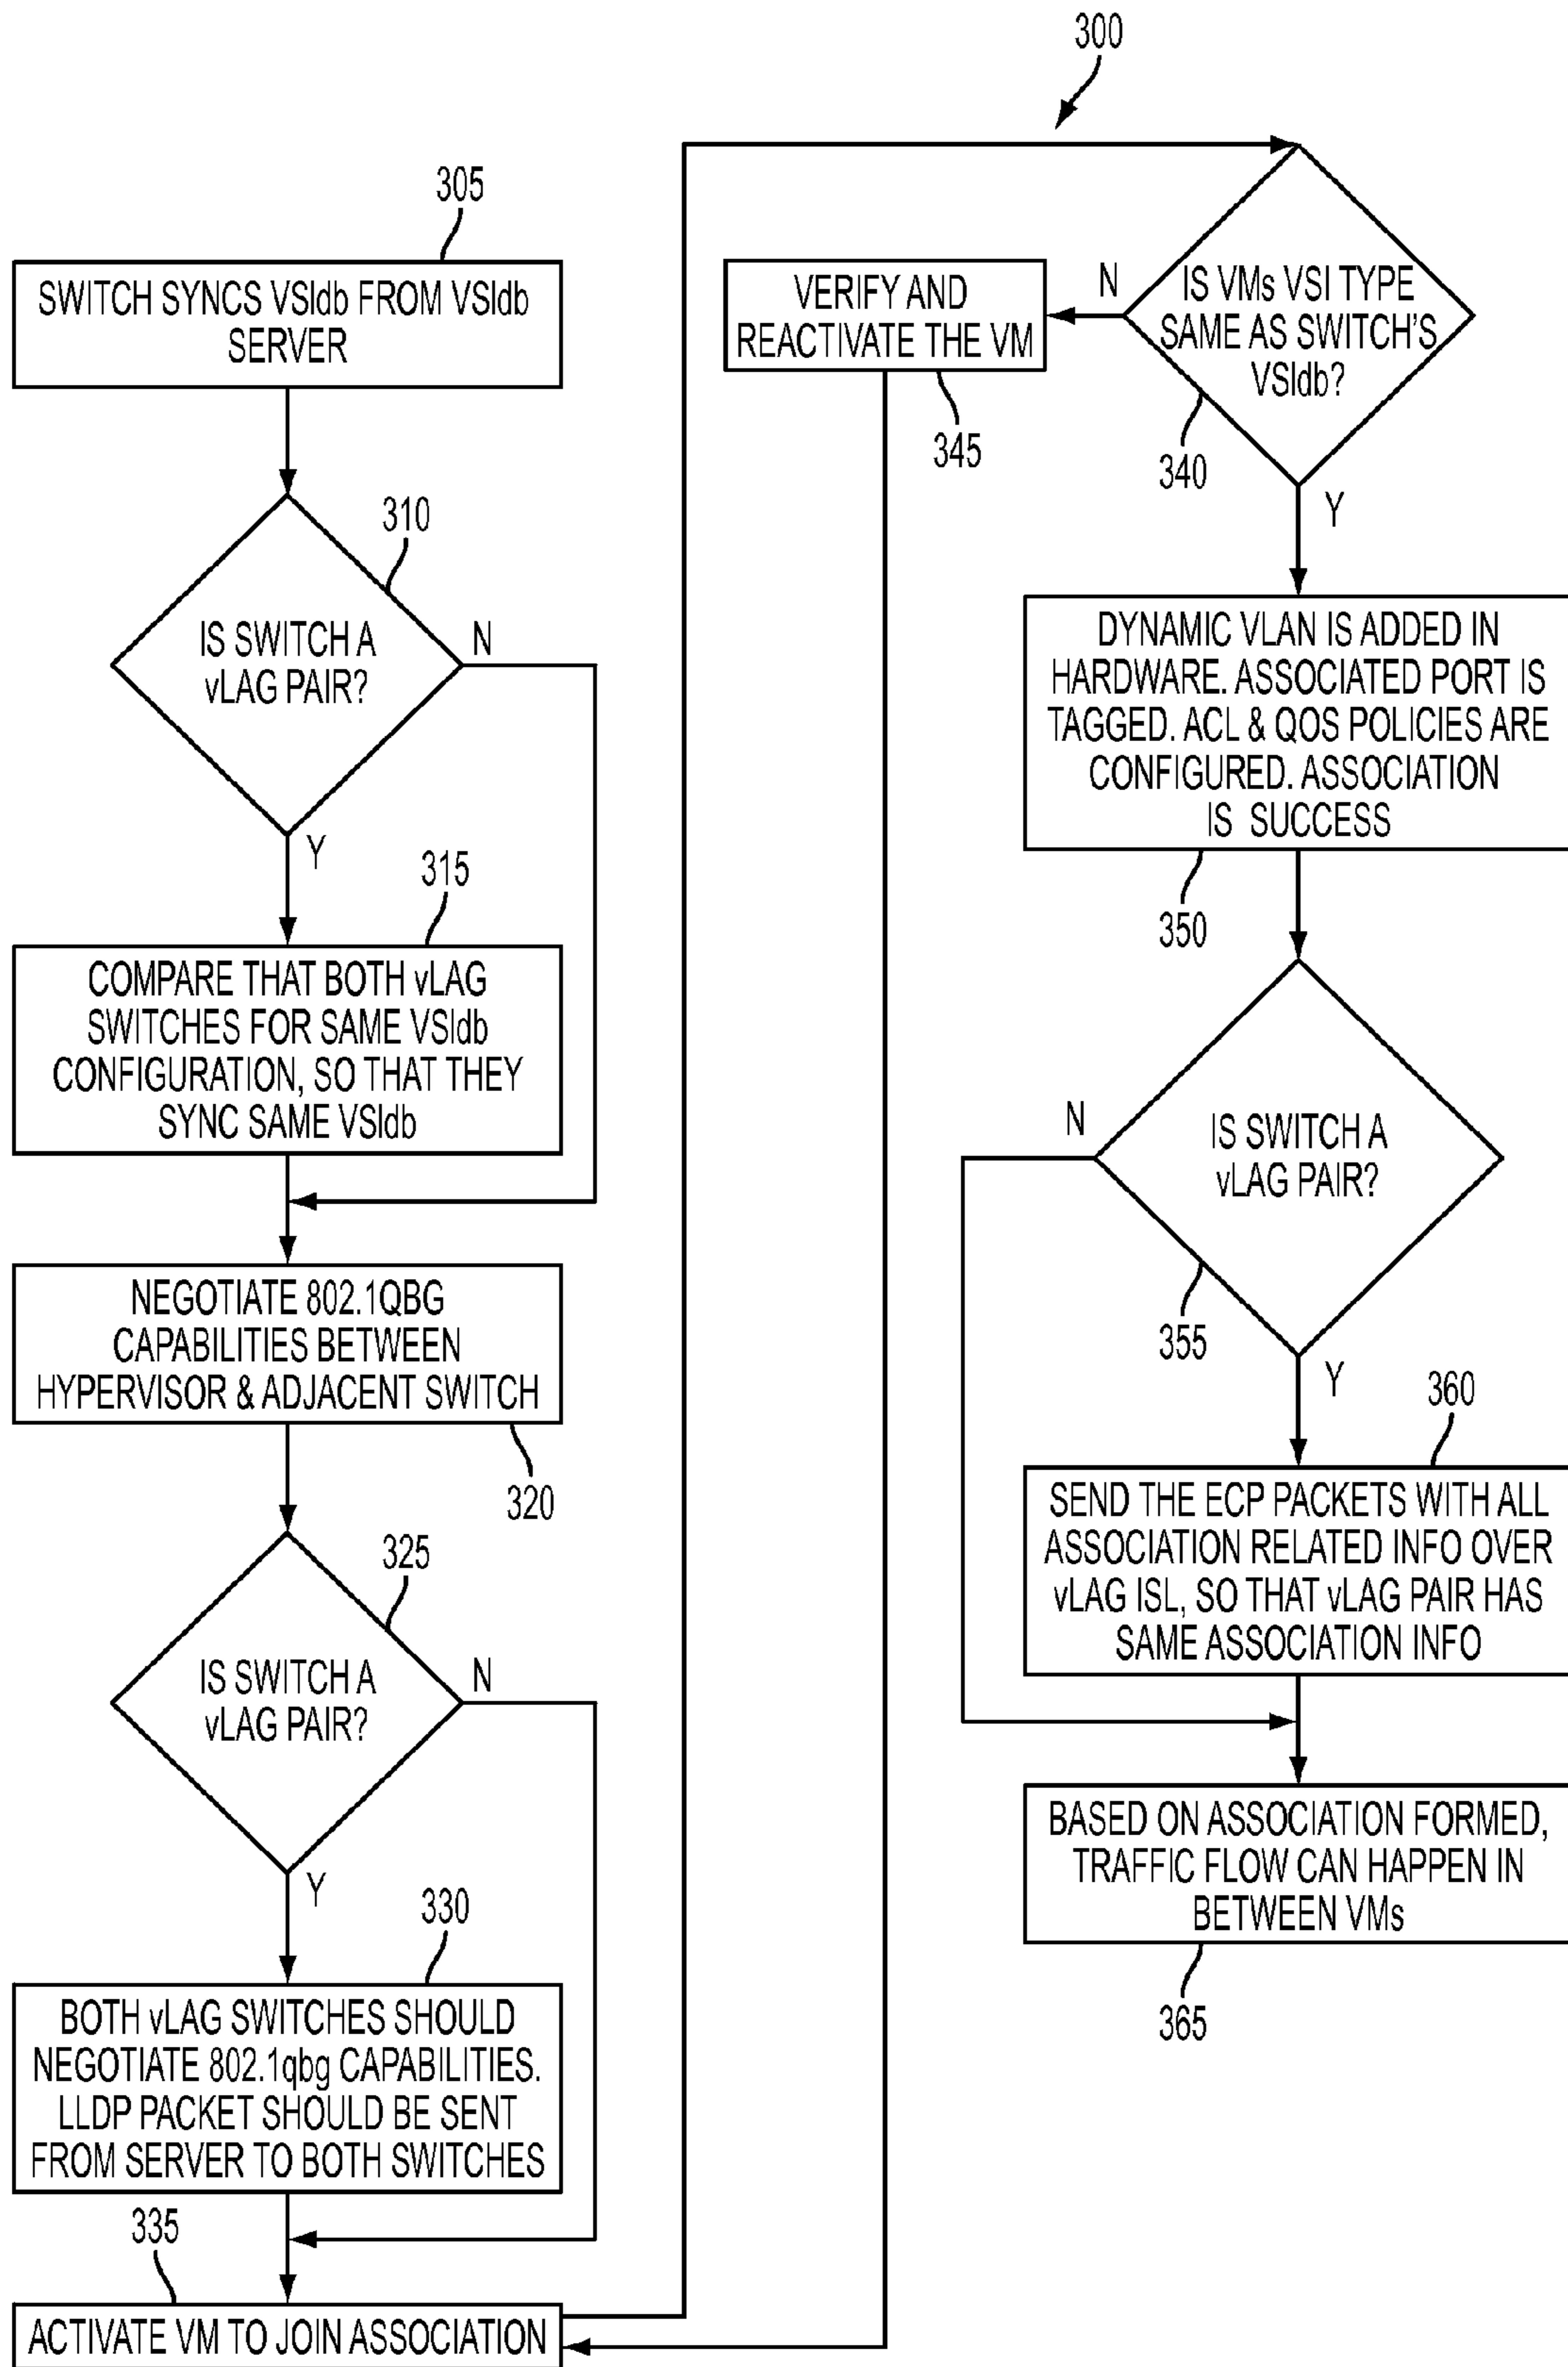 300
305
SWITCH SYNCS VSIdb FROM VSIdb
SERVER
310
IS SWITCH A
vLAG PAIR?
N
Y
315
COMPARE THAT BOTH vLAG
SWITCHES FOR SAME VSIdb
CONFIGURATION, SO THAT THEY
SYNC SAME VSIdb
NEGOTIATE 802.1QBG
CAPABILITIES BETWEEN
HYPERVISOR & ADJACENT SWITCH
320
325
IS SWITCH A
vLAG PAIR?
N
Y
330
BOTH vLAG SWITCHES SHOULD
NEGOTIATE 802.1qbg CAPABILITIES.
LLDP PACKET SHOULD BE SENT
FROM SERVER TO BOTH SWITCHES
335
ACTIVATE VM TO JOIN ASSOCIATION
IS VMs VSI TYPE
SAME AS SWITCH'S
VSIdb?
340
N
VERIFY AND
REACTIVATE THE VM
345
Y
DYNAMIC VLAN IS ADDED IN
HARDWARE. ASSOCIATED PORT IS
TAGGED. ACL & QOS POLICIES ARE
CONFIGURED. ASSOCIATION
IS SUCCESS
350
IS SWITCH A
vLAG PAIR?
N
355
Y
360
SEND THE ECP PACKETS WITH ALL
ASSOCIATION RELATED INFO OVER
vLAG ISL, SO THAT vLAG PAIR HAS
SAME ASSOCIATION INFO
BASED ON ASSOCIATION FORMED,
TRAFFIC FLOW CAN HAPPEN IN
BETWEEN VMs
365